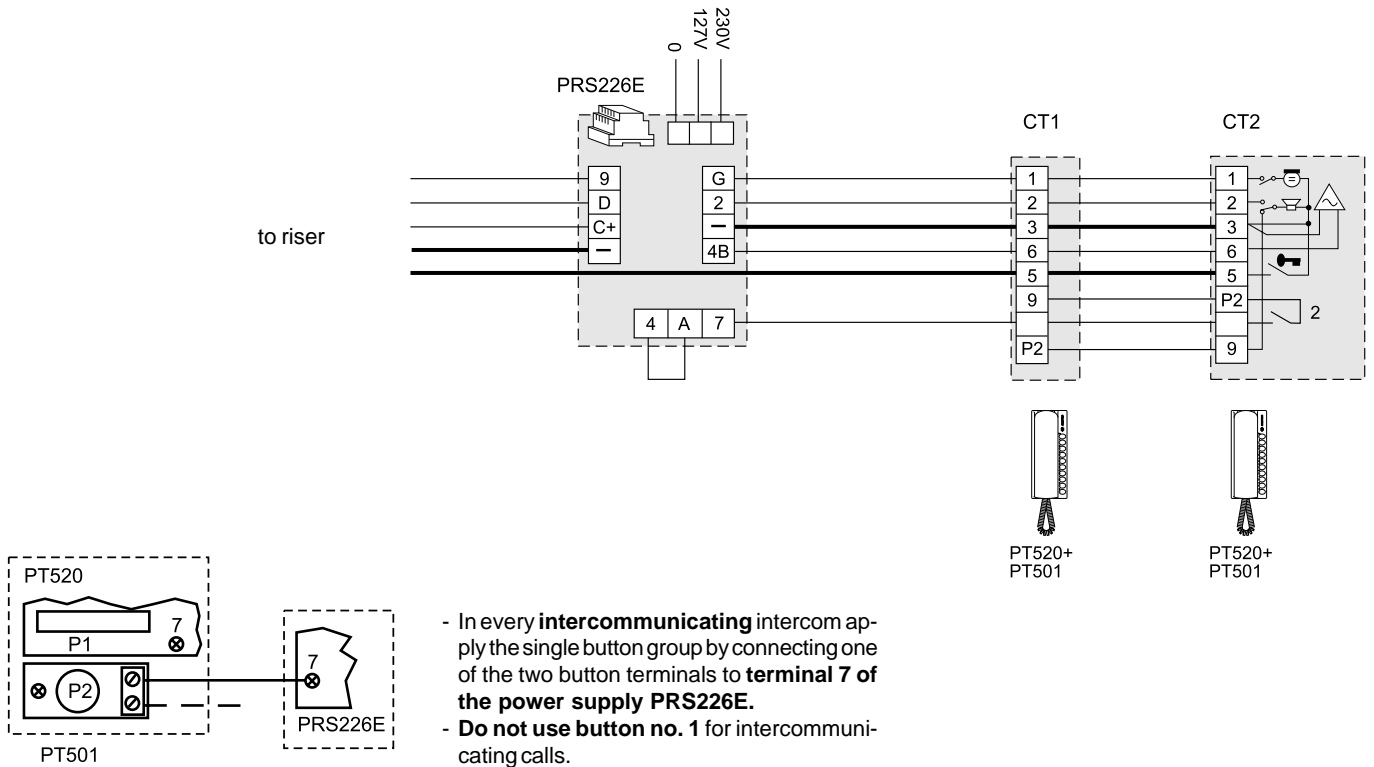 0
127V
230V
PRS226E
CT1
CT2
9
D
C+
–
G
2
–
4B
4 A 7
1
2
3
6
5
9
P2
1
2
3
6
5
P2
9
2
to riser
PT520+
PT501
PT520+
PT501
PT520
P1
7
P2
PT501
7
PRS226E
- In every intercommunicating intercom ap-
ply the single button group by connecting one
of the two button terminals to terminal 7 of
the power supply PRS226E.
- Do not use button no. 1 for intercommuni-
cating calls.